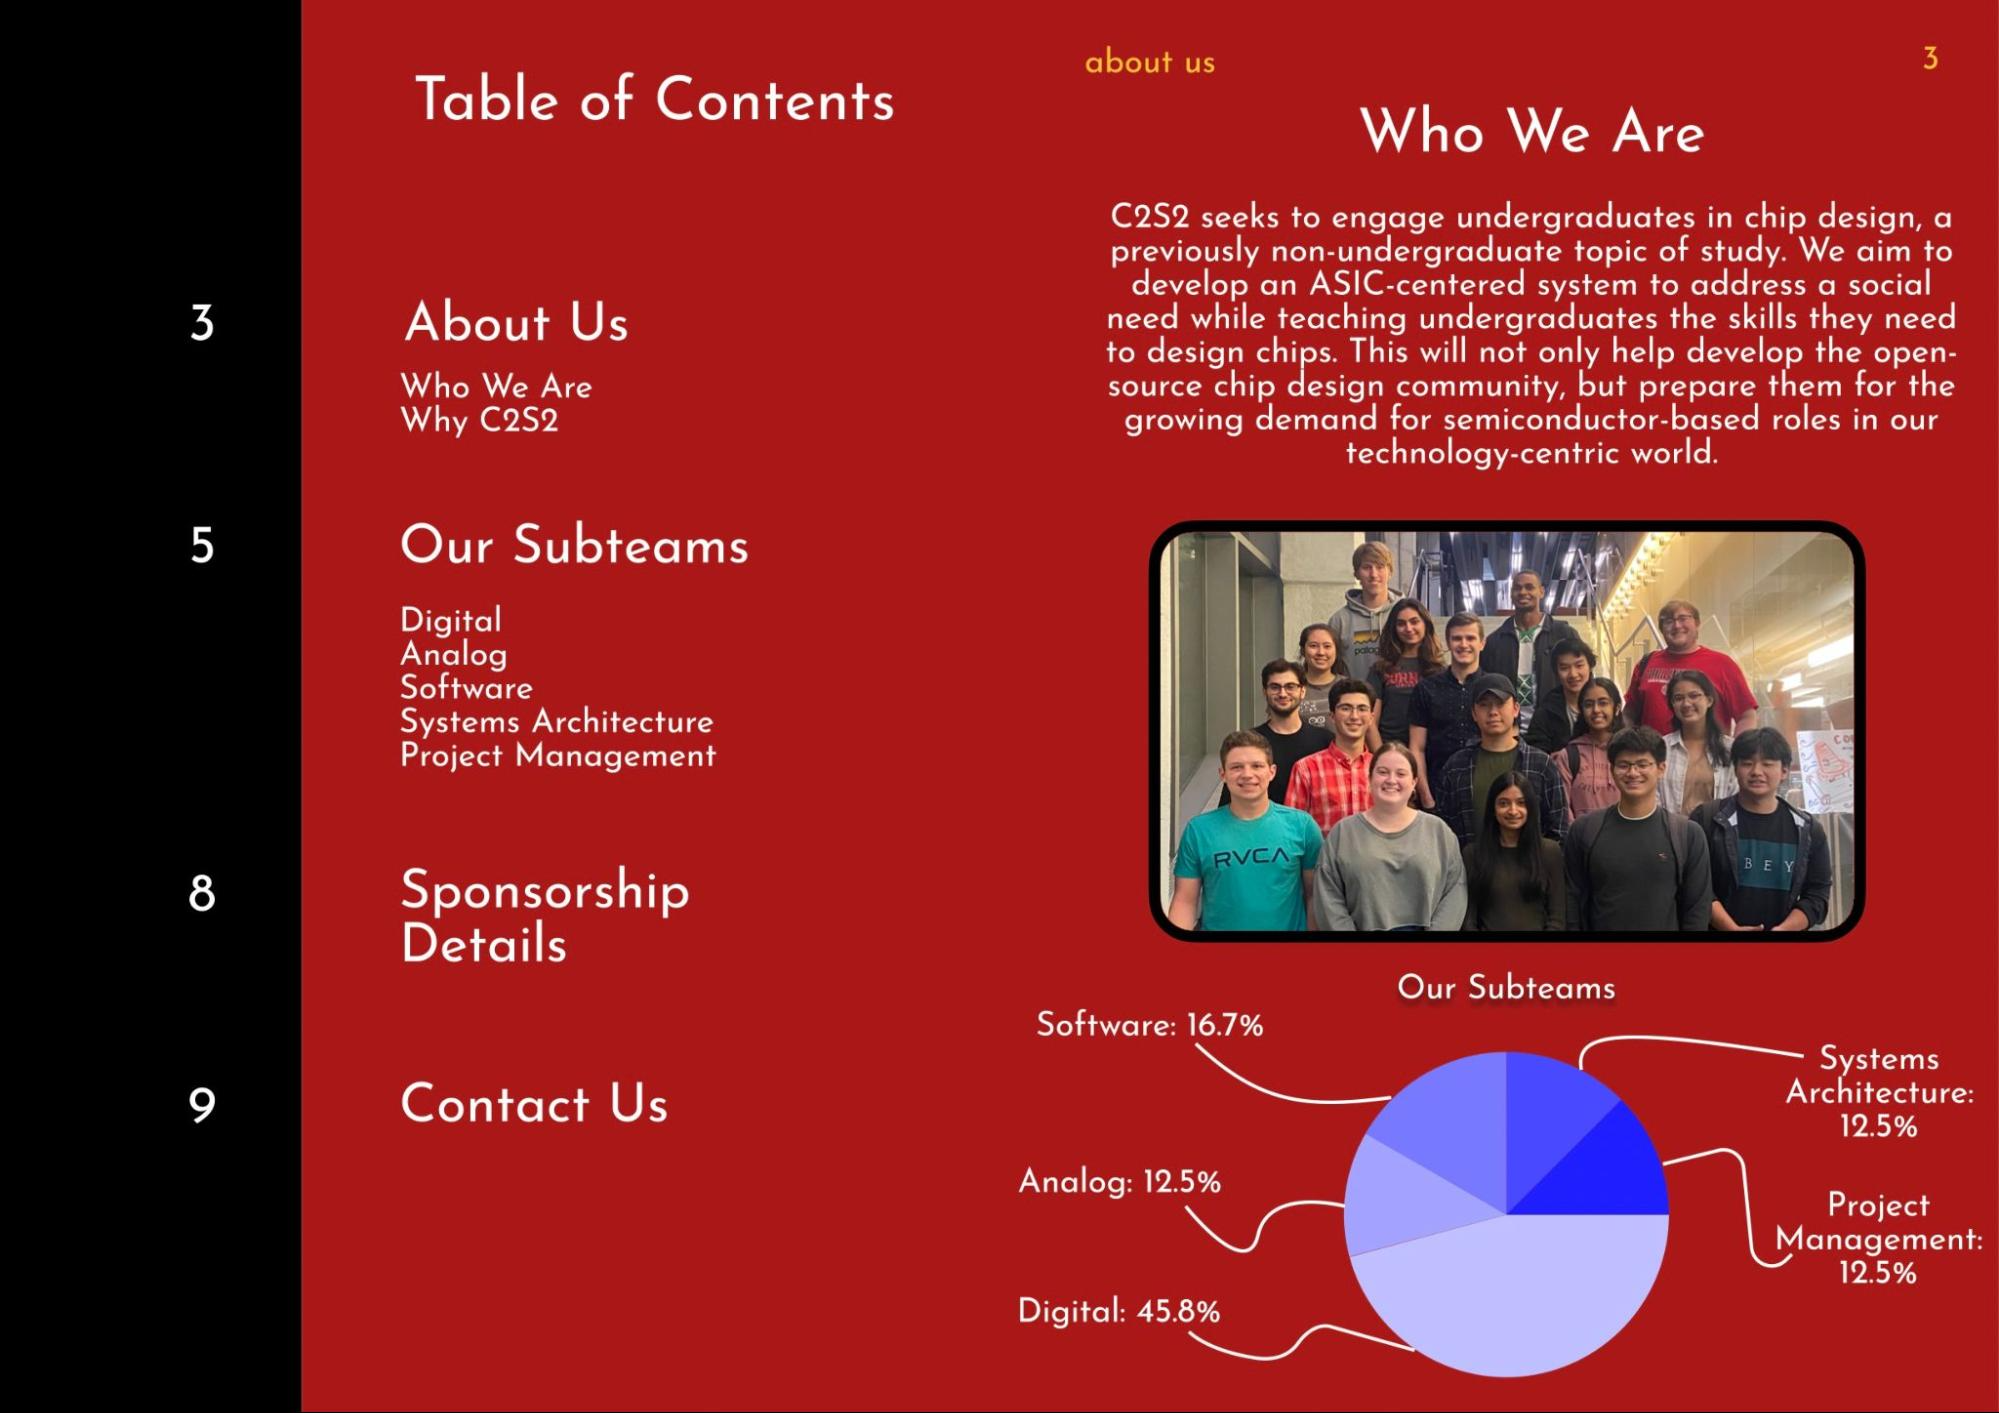 Table of Contents
3
About Us
Who We Are
Why C2S2
5
Our Subteams
Digital
Analog
Software
Systems Architecture
Project Management
8
Sponsorship
Details
9
Contact Us
about us
3
Who We Are
C2S2 seeks to engage undergraduates in chip design, a
previously non-undergraduate topic of study. We aim to
develop an ASIC-centered system to address a social
need while teaching undergraduates the skills they need
to design chips. This will not only help develop the open-
source chip design community, but prepare them for the
growing demand for semiconductor-based roles in our
technology-centric world.
RVCA
BEY
Our Subteams
Software: 16.7%
Systems
Architecture:
12.5%
Analog: 12.5%
Project
Management:
12.5%
Digital: 45.8%